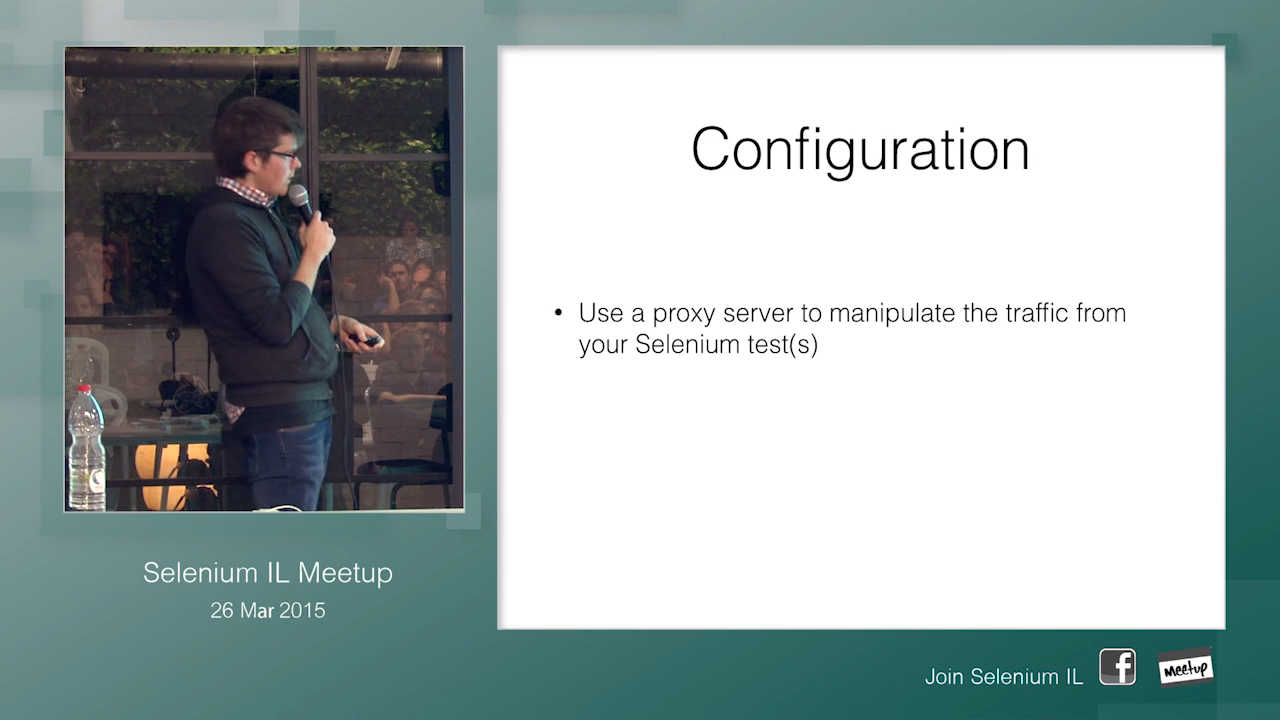 Configuration
• Use a proxy server to manipulate the traffic from
your Selenium test(s)
Selenium IL Meetup
26 Mar 2015
Join Selenium IL
f
meetup